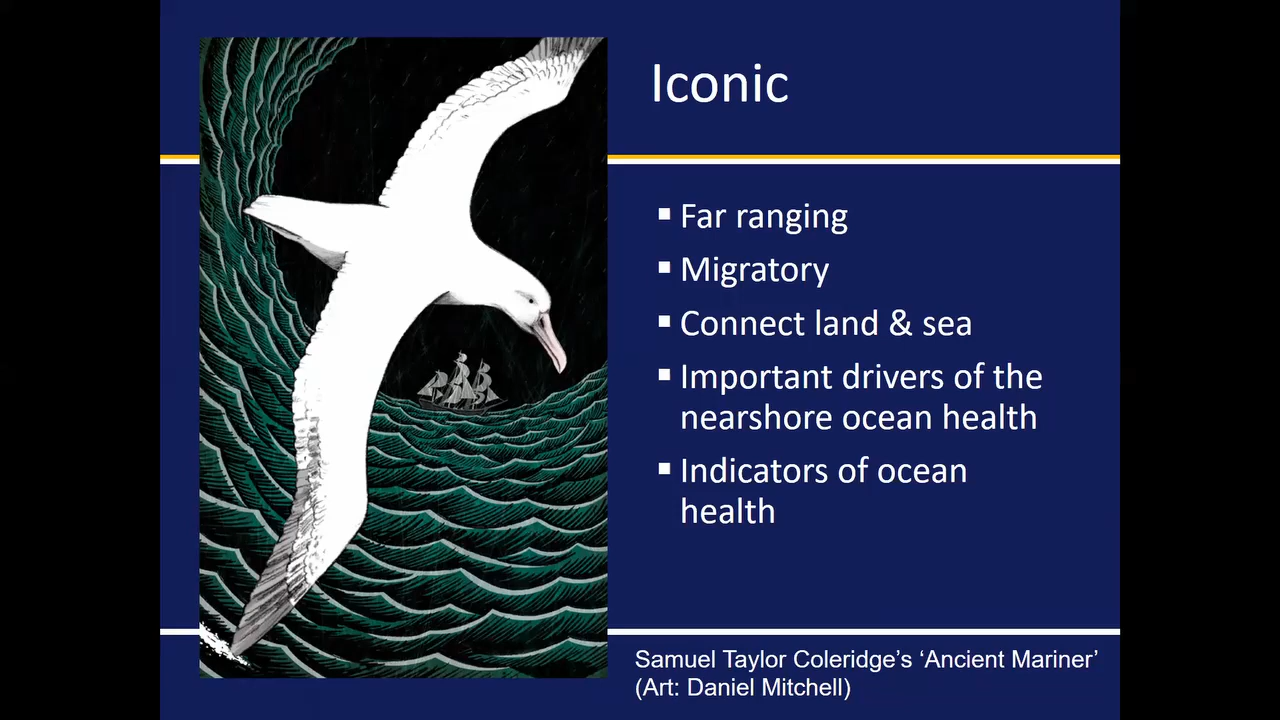 Iconic
▪ Far ranging
▪ Migratory
▪ Connect land & sea
▪ Important drivers of the
nearshore ocean health
▪ Indicators of ocean
health
Samuel Taylor Coleridge’s ‘Ancient Mariner’
(Art: Daniel Mitchell)